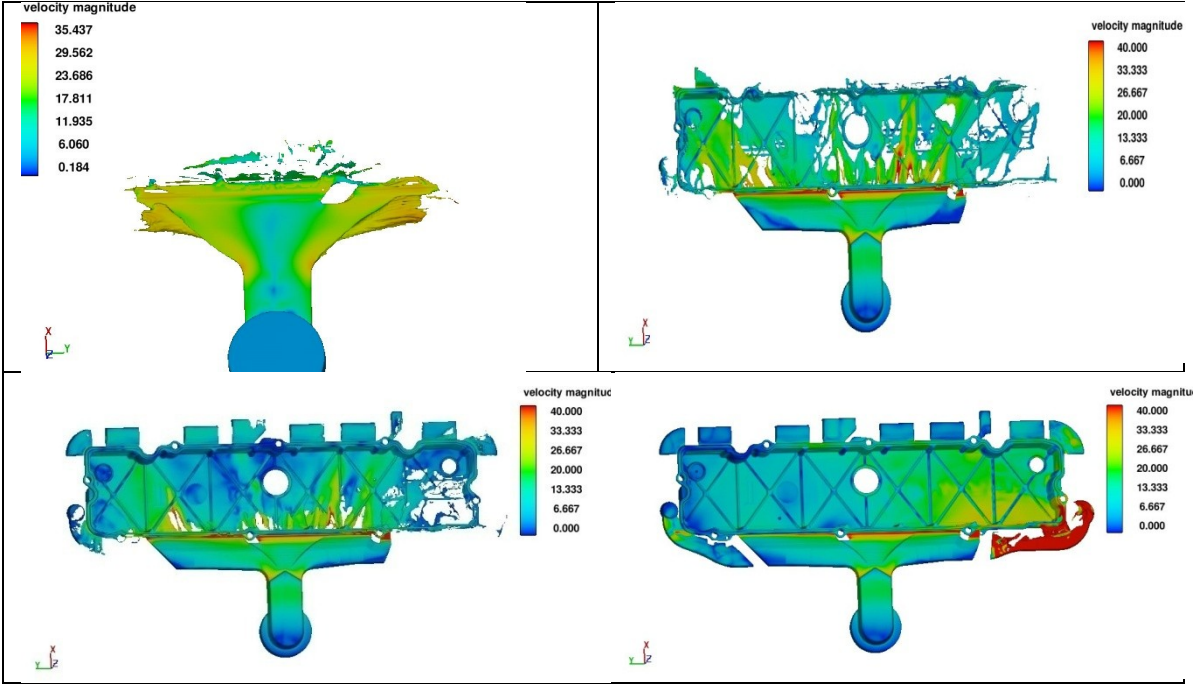 velocity magnitude
35.437
29.562
23.686
17.811
11.935
6.060
0.184
X
Z Y
velocity magnitude
40.000
33.333
26.667
20.000
13.333
6.667
0.000
X
Y Z
velocity magnituc
40.000
33.333
26.667
20.000
13.333
6.667
0.000
X
Y Z
velocity magnitud
40.000
33.333
26.667
20.000
13.333
6.667
0.000
X
Y Z